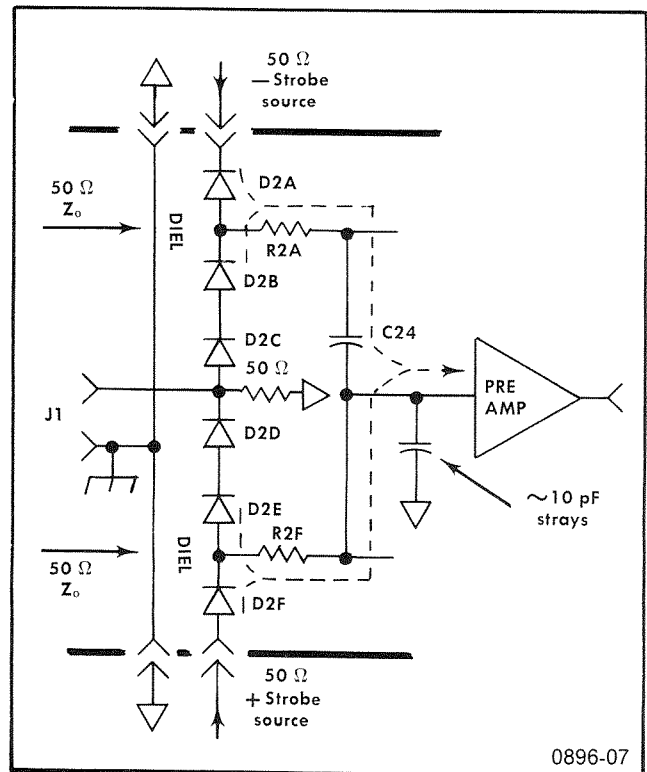 50 Ω
— Strobe
source
D2A
50 Ω
Z₀
DIEL
R2A
D2B
D2C
C24
50 Ω
PRE
AMP
J1
D2D
D2E
~10 pF
strays
R2F
50 Ω
Z₀
DIEL
D2F
50 Ω
+ Strobe
source
0896-07